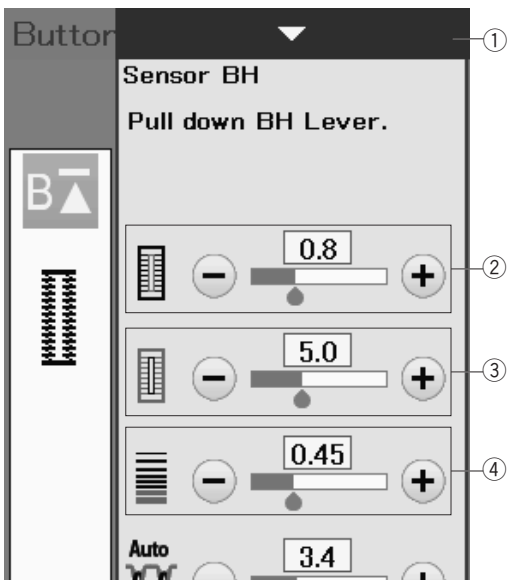 Button
①
Sensor BH
Pull down BH Lever.
B
0.8
− + ②
5.0
− + ③
0.45
− + ④
Auto
3.4
+